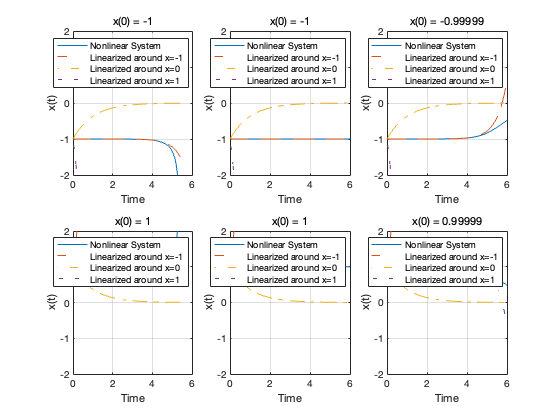 x(0) = -1
2
1
0
-1
-2
x(t)
0
2
4
6
Time
Nonlinear System
Linearized around x=-1
Linearized around x=0
Linearized around x=1
x(0) = -1
2
1
0
-1
-2
x(t)
0
2
4
6
Time
Nonlinear System
Linearized around x=-1
Linearized around x=0
Linearized around x=1
x(0) = -0.99999
2
1
0
-1
-2
x(t)
0
2
4
6
Time
Nonlinear System
Linearized around x=-1
Linearized around x=0
Linearized around x=1
x(0) = 1
2
1
0
-1
-2
x(t)
0
2
4
6
Time
Nonlinear System
Linearized around x=-1
Linearized around x=0
Linearized around x=1
x(0) = 1
2
1
0
-1
-2
x(t)
0
2
4
6
Time
Nonlinear System
Linearized around x=-1
Linearized around x=0
Linearized around x=1
x(0) = 0.99999
2
1
0
-1
-2
x(t)
0
2
4
6
Time
Nonlinear System
Linearized around x=-1
Linearized around x=0
Linearized around x=1